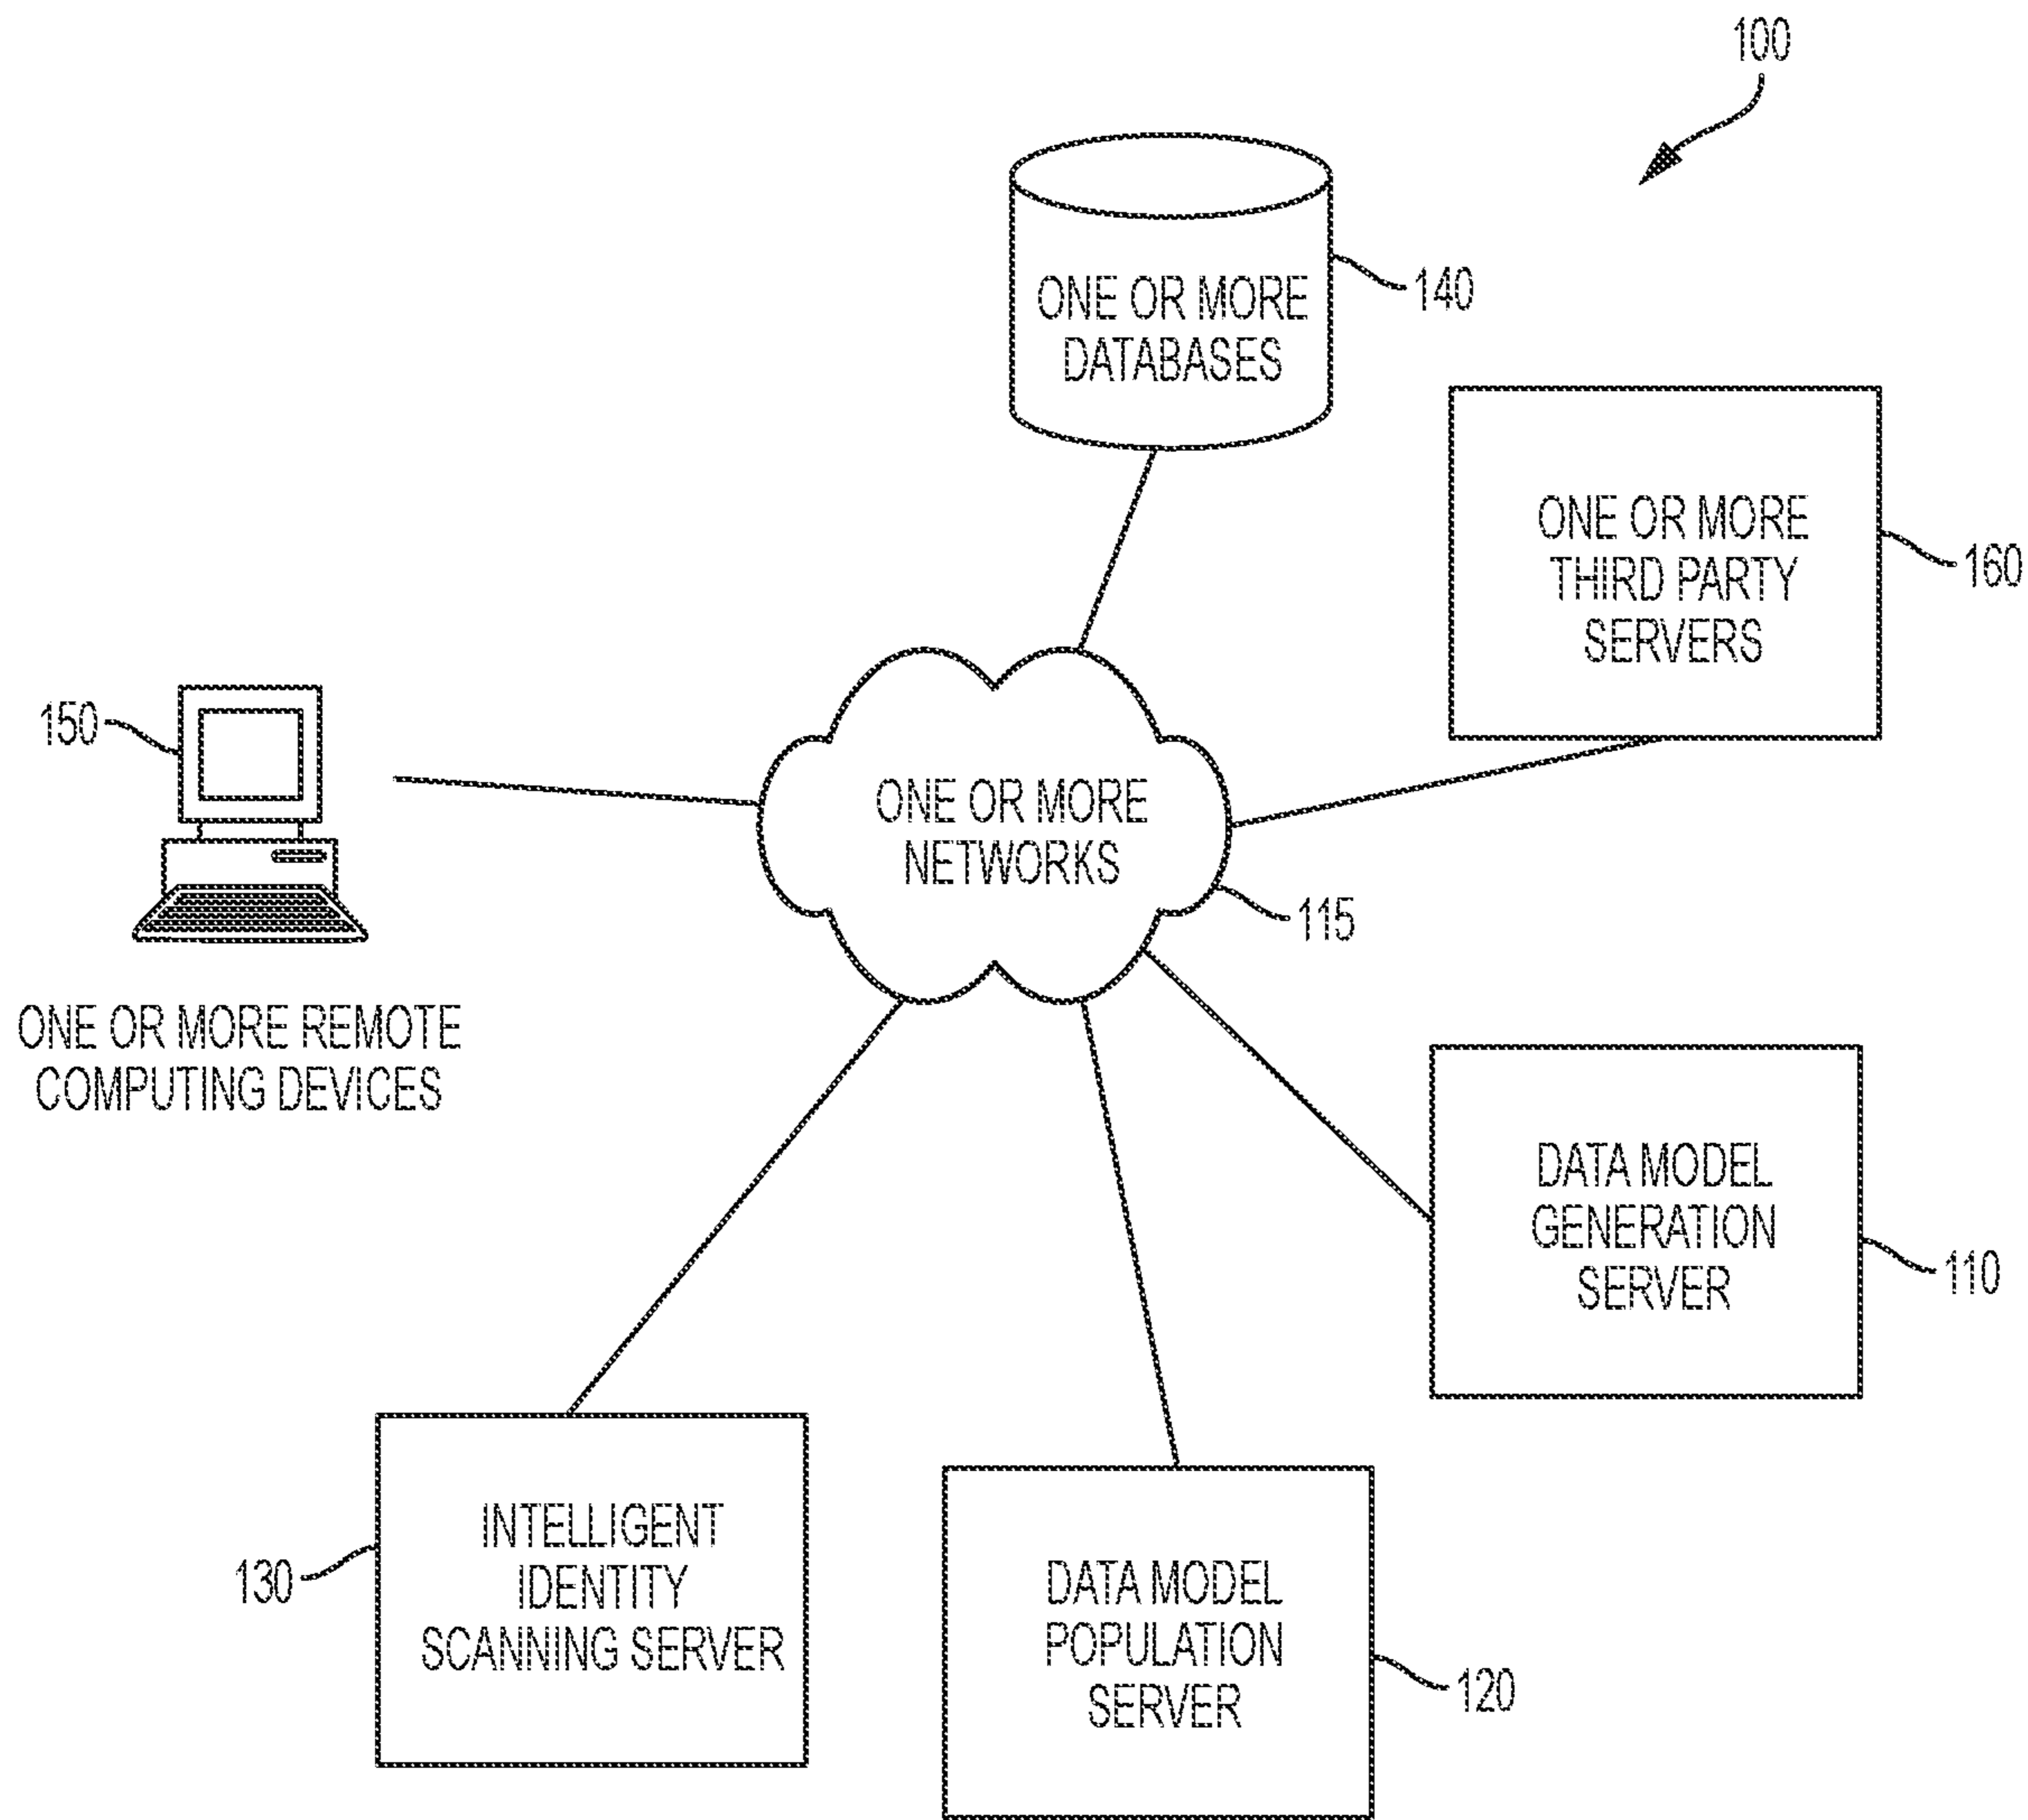 100
ONE OR MORE
DATABASES
140
ONE OR MORE
THIRD PARTY
SERVERS
160
150
ONE OR MORE
NETWORKS
115
ONE OR MORE REMOTE
COMPUTING DEVICES
DATA MODEL
GENERATION
SERVER
110
INTELLIGENT
IDENTITY
SCANNING SERVER
130
DATA MODEL
POPULATION
SERVER
120